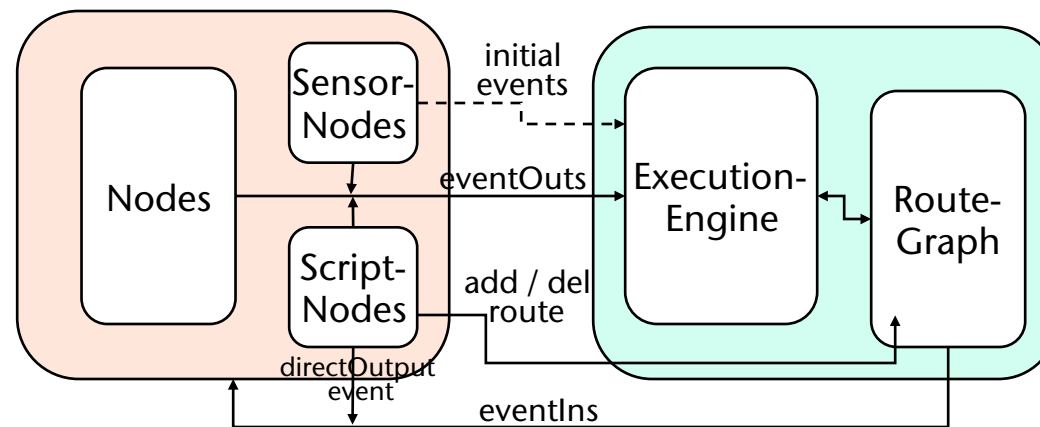 Sensor-
Nodes
initial
events
Nodes
eventOuts
Execution-
Engine
Route-
Graph
Script-
Nodes
add / del
route
directOutput
event
eventIns